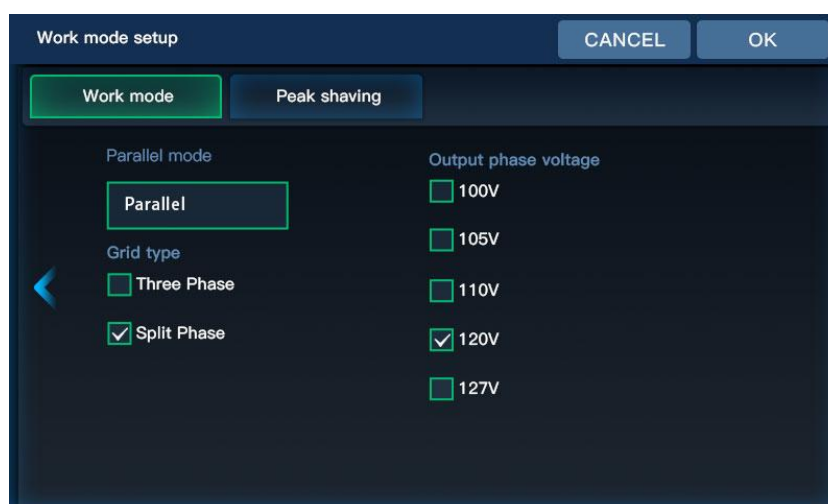 Work mode setup
CANCEL
OK
Work mode
Peak shaving
Parallel mode
Parallel
Grid type
Three Phase
Split Phase
Output phase voltage
100V
105V
110V
120V
127V